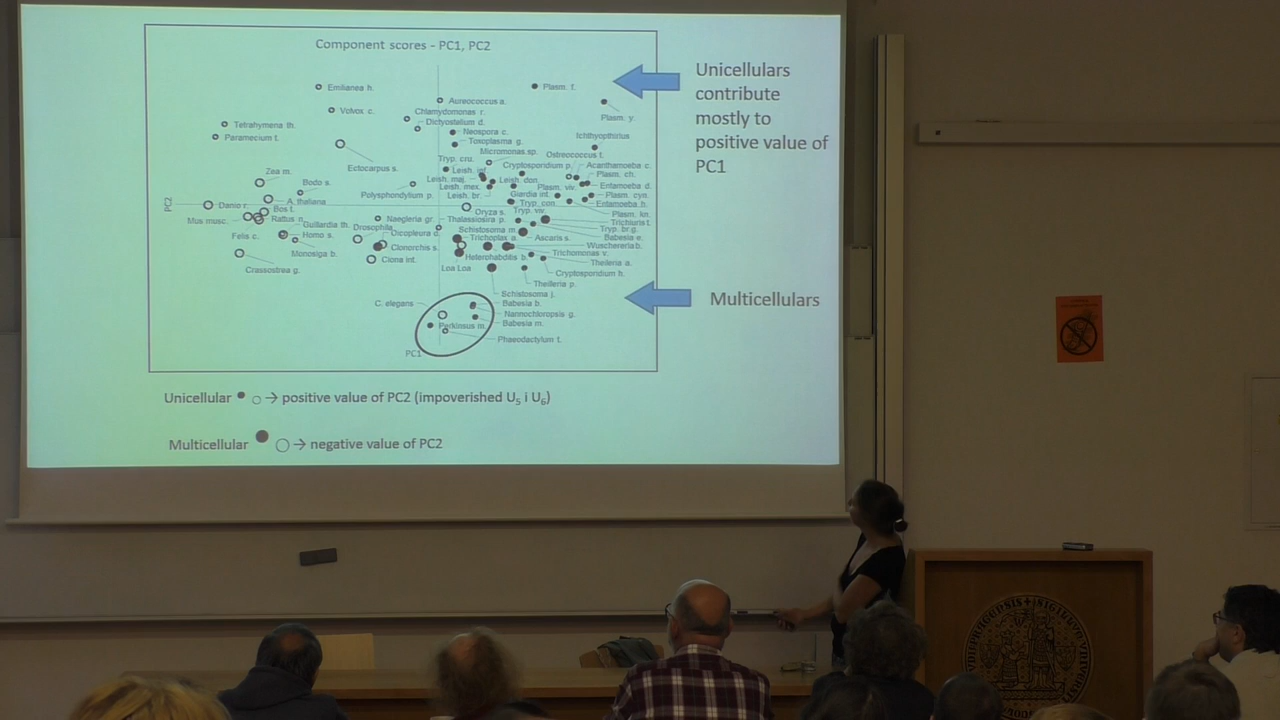 Component scores - PC1, PC2
Emilianea h.
Plasm. f.
Aureococcus a.
Plasm. y.
Volvox c.
Chlamydomonas r.
Dictyostelium d.
Tetrahymena th.
Paramecium t.
Neospora c.
Toxoplasma g.
Ichthyopthirius
Micromonas sp.
Ostreococcus t.
Tryp. cru.
Ectocarpus s.
Cryptosporidium p.
Acanthamoeba c.
Leish. inf.
Plasm. ch.
Zea m.
Bodo s.
Leish. maj.
Leish. don.
Leish. mex.
Plasm. viv.
Entamoeba d.
Polysphondylium p.
Leish. br.
Giardia int.
Plasm. cyn.
A. thaliana
Tryp. con.
Entamoeba h.
PC2
Danio r.
Bos t.
Oryza s.
Tryp. viv.
Plasm. kn.
Mus musc.
Rattus n.
Guillardia th.
Naegleria gr.
Thalassiosira p.
Trichiuris t.
Drosophila
Dicopleura d.
Schistosoma m.
Tryp. br.g.
Felis c.
Homo s.
Trichoplax a.
Ascaris s.
Babesia e.
Clonorchis s.
Wuschereria b.
Monosiga b.
Ciona int.
Heterohabdilis b.
Trichomonas v.
Theileria a.
Crassostrea g.
Loa Loa
Cryptosporidium h.
Theilleria p.
Schistosoma j.
C. elegans
Babesia b.
Nannochloropsis g.
Perkinsus m.
Babesia m.
Phaeodactylum t.
PC1
Unicellulars
contribute
mostly to
positive value of
PC1
Multicellulars
Unicellular → positive value of PC2 (impoverished U5 i U6)
Multicellular → negative value of PC2